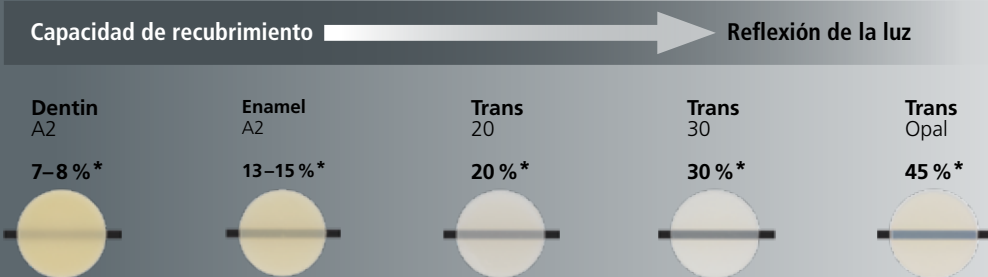 Capacidad de recubrimiento Reflexión de la luz
Dentin Enamel Trans Trans Trans
A2 A2 20 30 Opal
7–8 %* 13–15 %* 20 %* 30 %* 45 %*